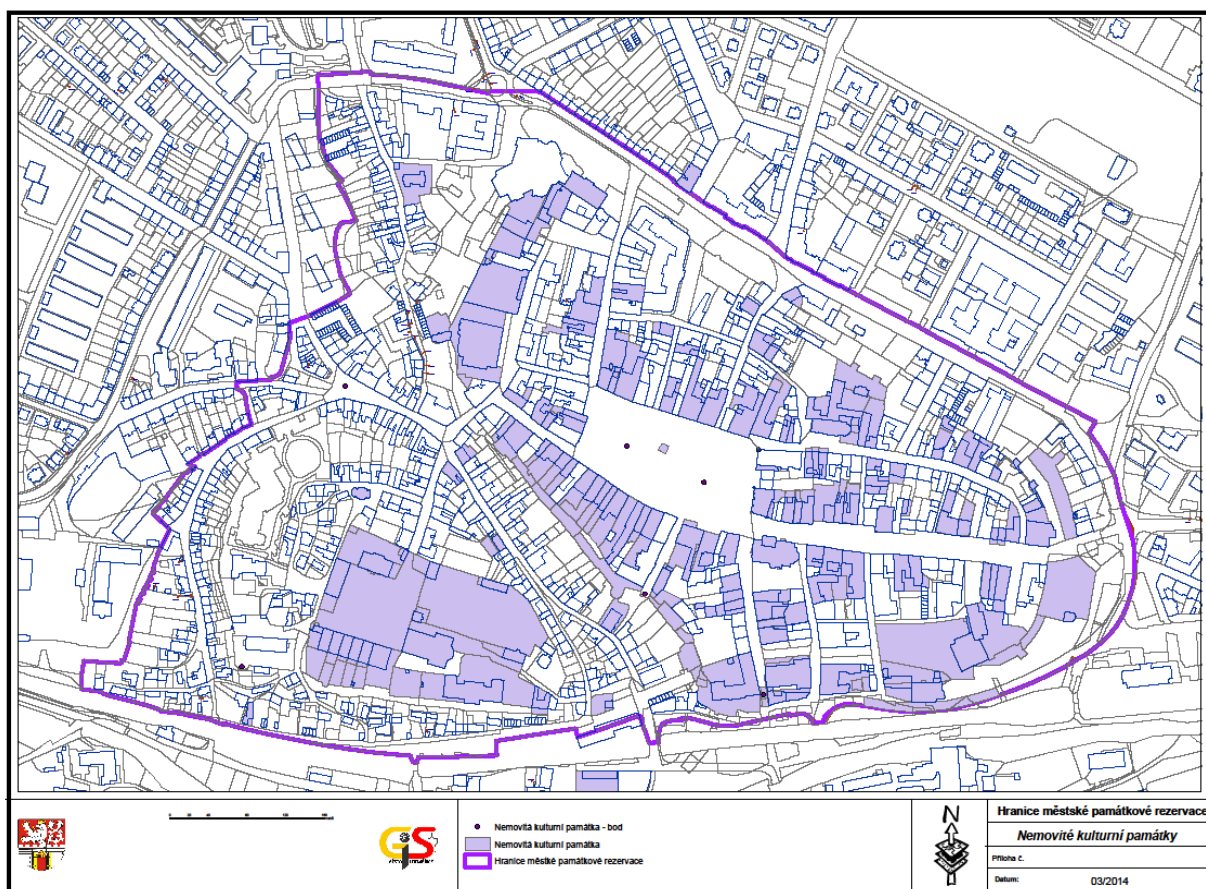 Nemovitá kulturní památka - bod
Nemovitá kulturní památka
Hranice městské památkové rezervace
GiS
N
Hranice městské památkové rezervace
Nemovité kulturní památky
Příloha č.
Datum: 03/2014